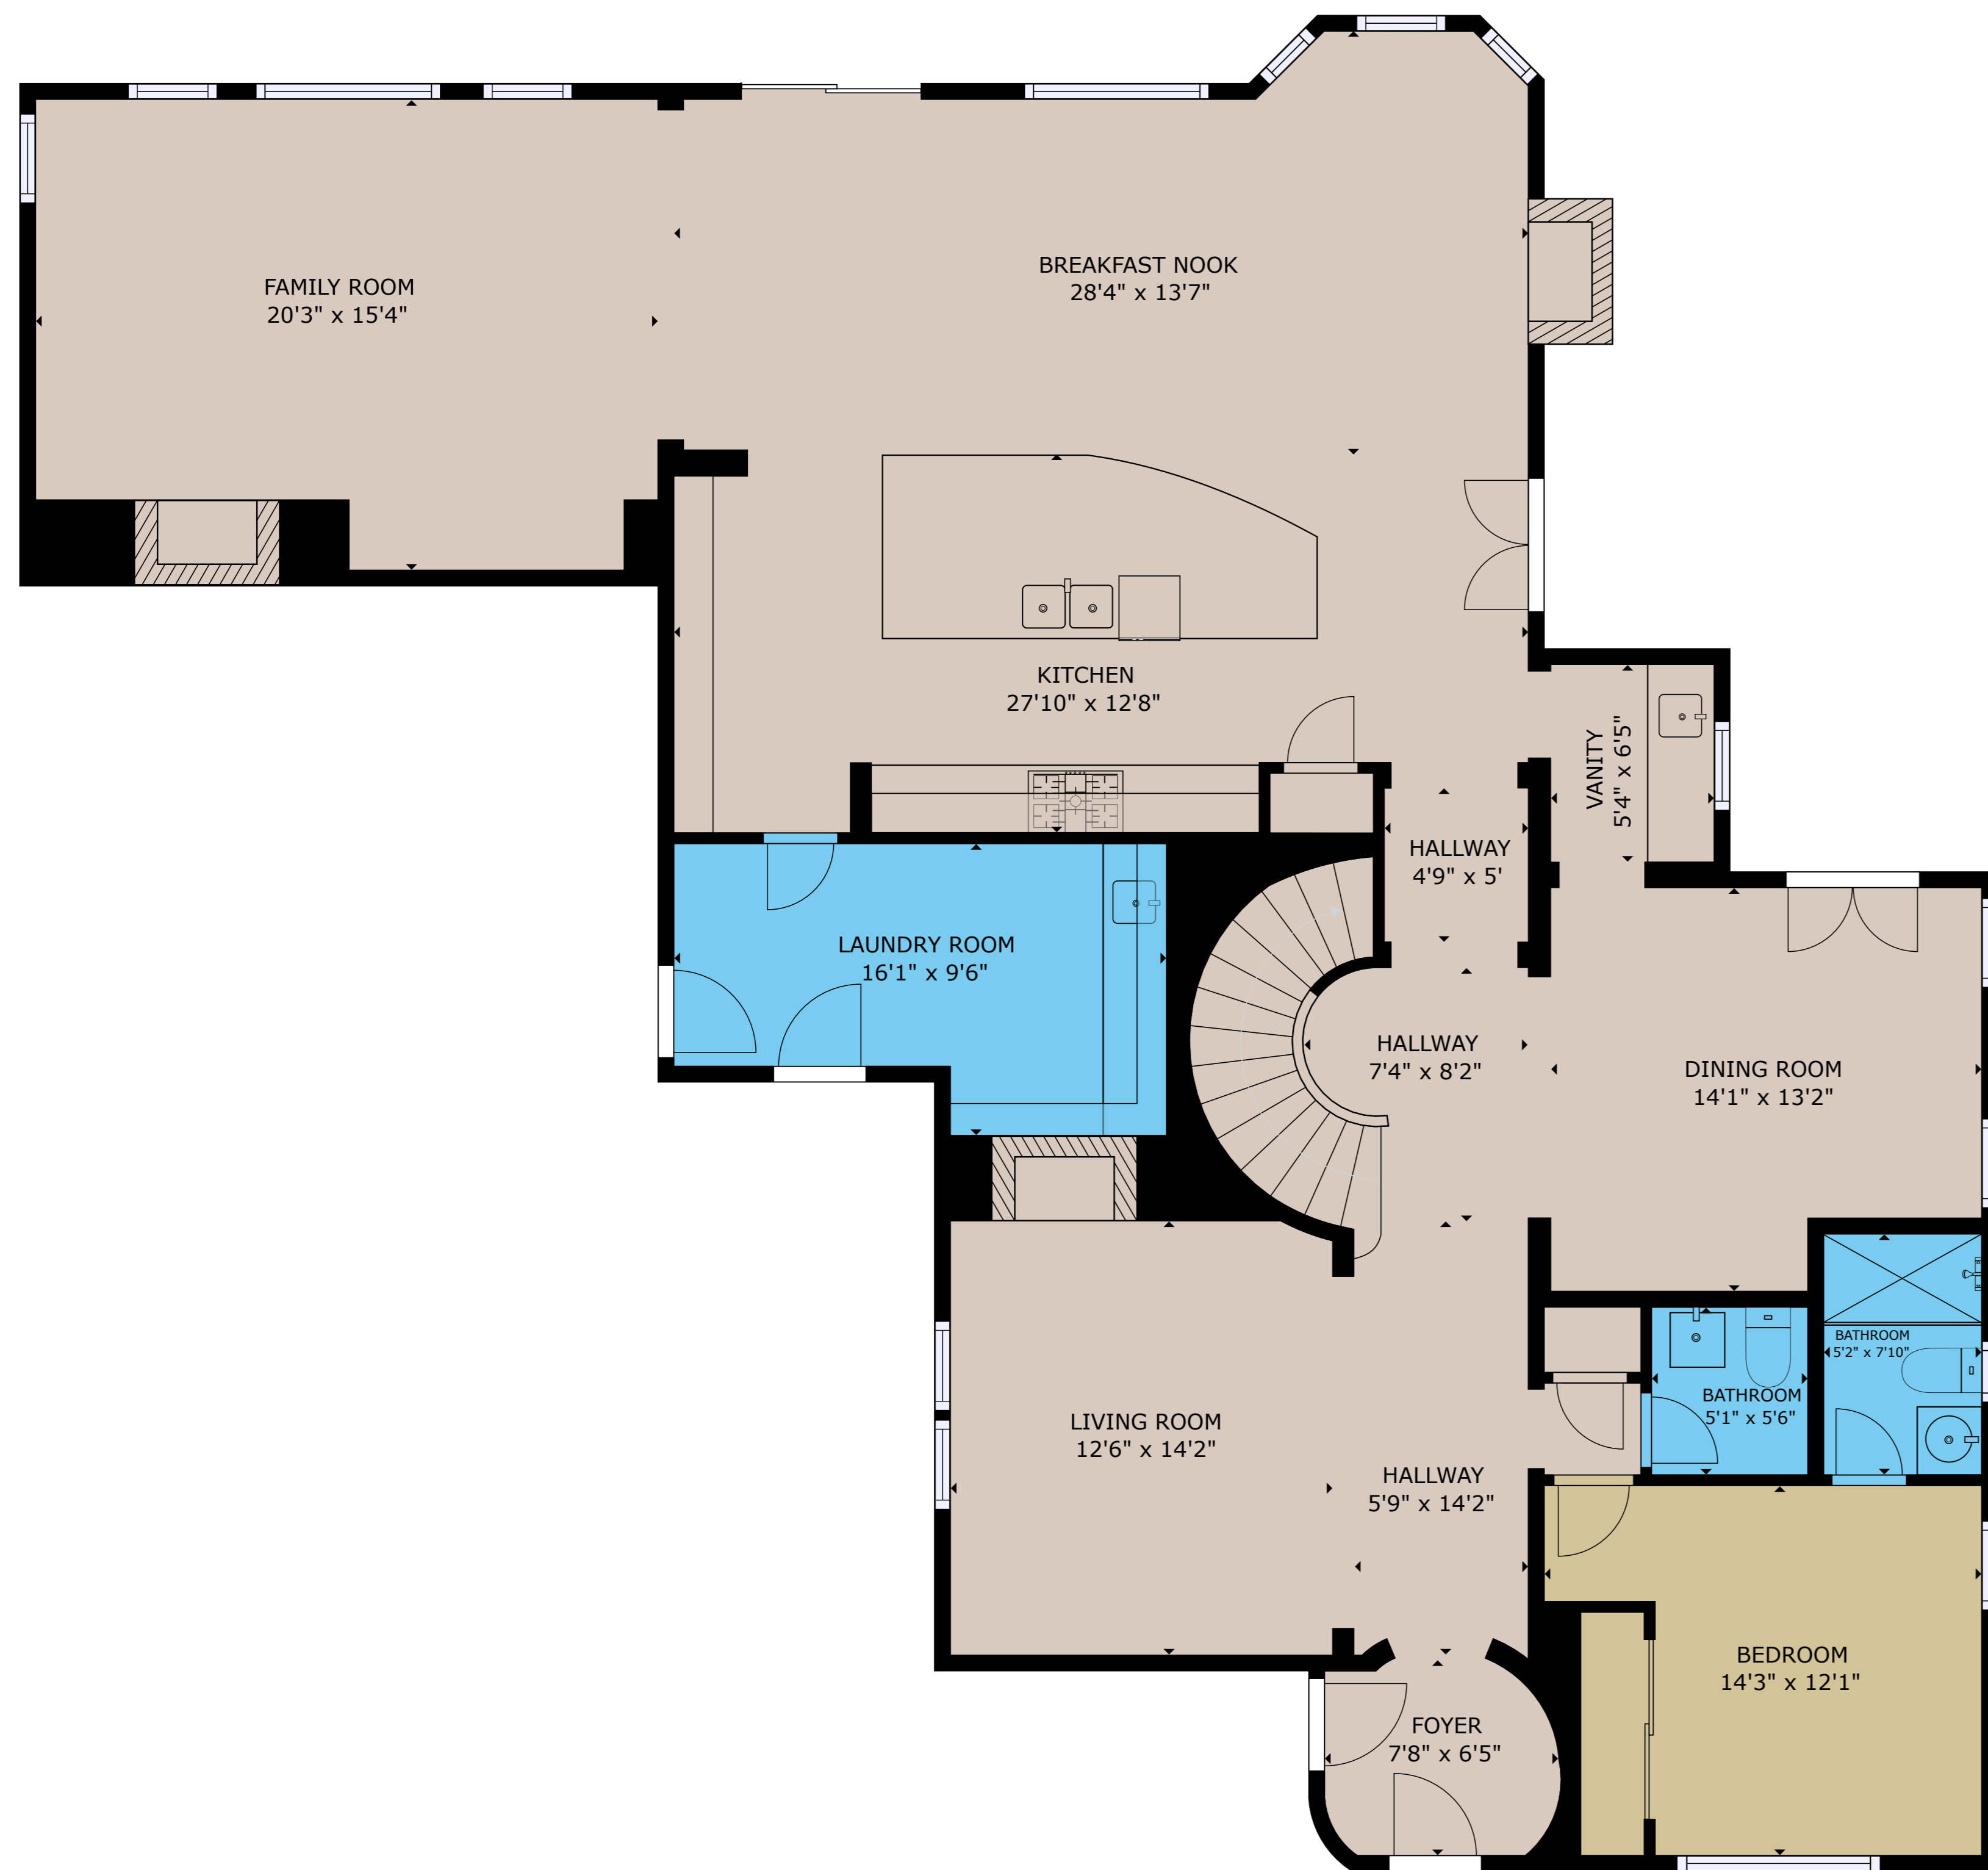 FAMILY ROOM
20'3" x 15'4"
BREAKFAST NOOK
28'4" x 13'7"
KITCHEN
27'10" x 12'8"
VANITY
5'4" x 6'5"
HALLWAY
4'9" x 5'
LAUNDRY ROOM
16'1" x 9'6"
HALLWAY
7'4" x 8'2"
DINING ROOM
14'1" x 13'2"
BATHROOM
5'2" x 7'10"
BATHROOM
5'1" x 5'6"
LIVING ROOM
12'6" x 14'2"
HALLWAY
5'9" x 14'2"
BEDROOM
14'3" x 12'1"
FOYER
7'8" x 6'5"